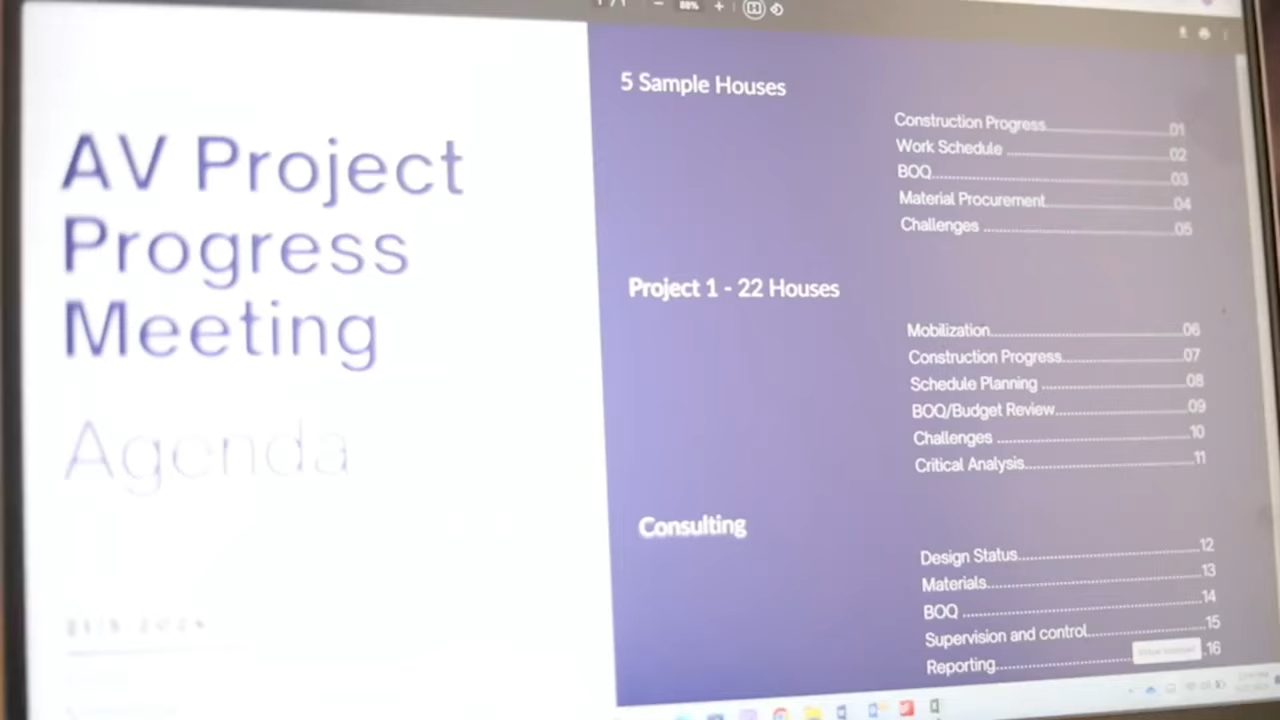 88%
AV Project
Progress
Meeting
Agenda
5 Sample Houses
Construction Progress 01
Work Schedule 02
BOQ 03
Material Procurement 04
Challenges 05
Project 1 - 22 Houses
Mobilization 06
Construction Progress 07
Schedule Planning 08
BOQ/Budget Review 09
Challenges 10
Critical Analysis 11
Consulting
Design Status 12
Materials 13
BOQ 14
Supervision and control 15
Reporting 16